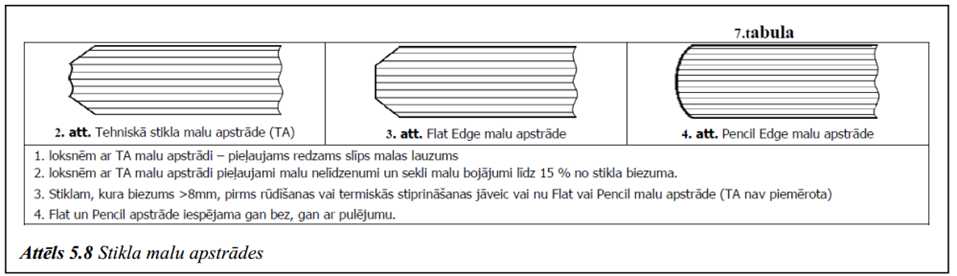 7.tabula
2. att. Tehniskā stikla malu apstrāde (TA)
3. att. Flat Edge malu apstrāde
4. att. Pencil Edge malu apstrāde
1. loksnēm ar TA malu apstrādi – pieļaujams redzams slīps malas lauzums
2. loksnēm ar TA malu apstrādi pieļaujami malu nelīdzenumi un sekli malu bojājumi līdz 15 % no stikla biezuma.
3. Stiklam, kura biezums >8mm, pirms rūdīšanas vai termiskās stiprināšanas jāveic vai nu Flat vai Pencil malu apstrāde (TA nav piemērota)
4. Flat un Pencil apstrāde iespējama gan bez, gan ar pulējumu.
Attēls 5.8 Stikla malu apstrādes